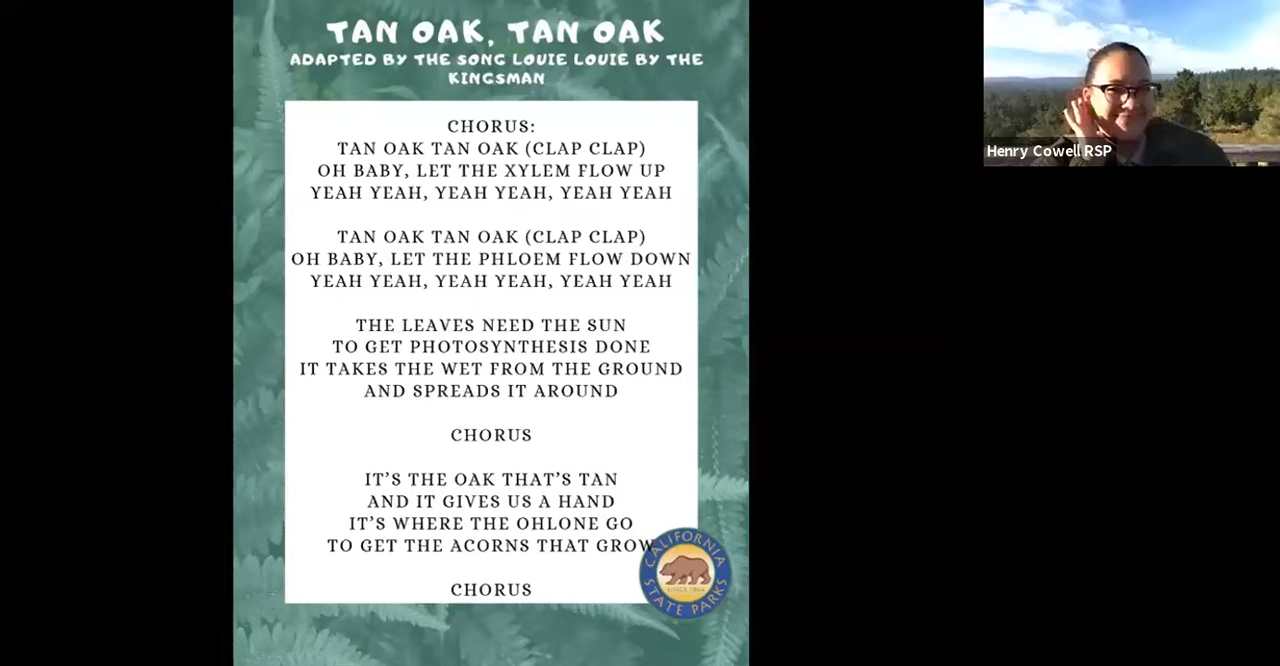 TAN OAK, TAN OAK
ADAPTED BY THE SONG LOUIE LOUIE BY THE
KINGSMAN
CHORUS:
TAN OAK TAN OAK (CLAP CLAP)
OH BABY, LET THE XYLEM FLOW UP
YEAH YEAH, YEAH YEAH, YEAH YEAH
TAN OAK TAN OAK (CLAP CLAP)
OH BABY, LET THE PHLOEM FLOW DOWN
YEAH YEAH, YEAH YEAH, YEAH YEAH
THE LEAVES NEED THE SUN
TO GET PHOTOSYNTHESIS DONE
IT TAKES THE WET FROM THE GROUND
AND SPREADS IT AROUND
CHORUS
IT'S THE OAK THAT'S TAN
AND IT GIVES US A HAND
IT'S WHERE THE OHLONE GO
TO GET THE ACORNS THAT GROW
CHORUS
CALIFORNIA
SINCE 1864
STATE PARKS
Henry Cowell RSP